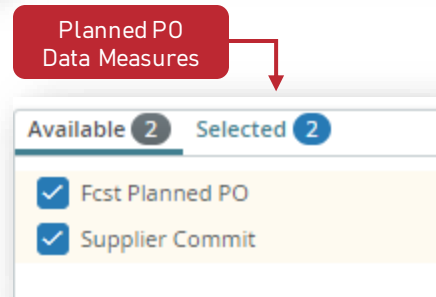 Planned PO
Data Measures
Available 2 Selected 2
Fcst Planned PO
Supplier Commit